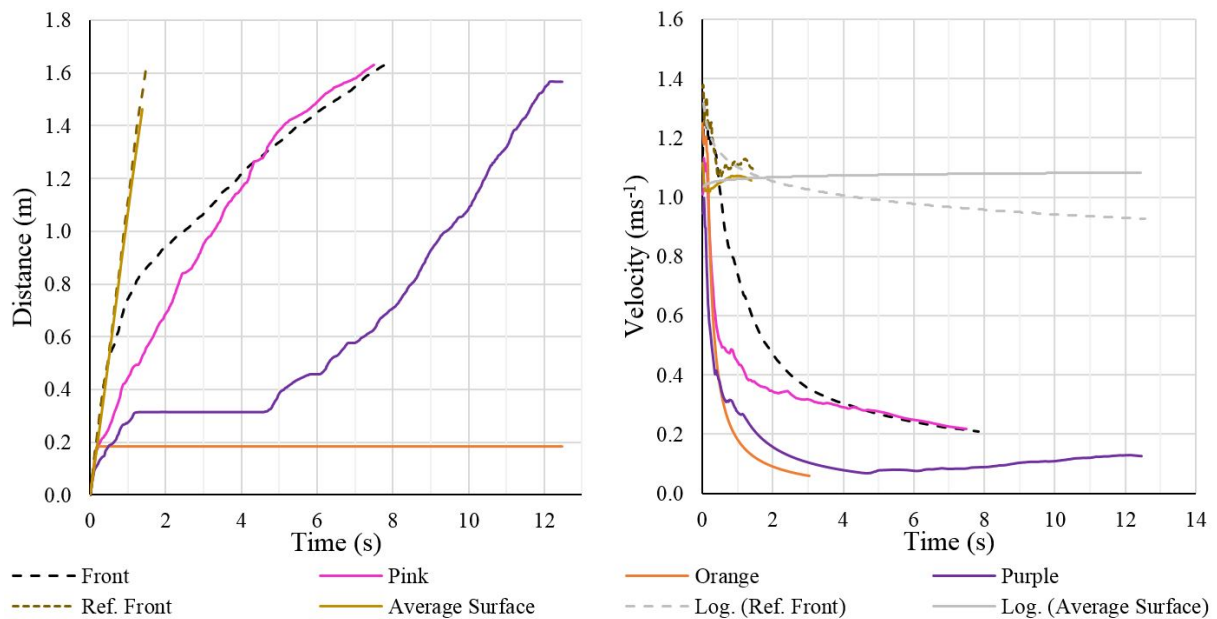 1.8
1.6
1.4
1.2
1.0
0.8
0.6
0.4
0.2
0.0
Distance (m)
0 2 4 6 8 10 12
Time (s)
1.6
1.4
1.2
1.0
0.8
0.6
0.4
0.2
0.0
Velocity (ms⁻¹)
0 2 4 6 8 10 12 14
Time (s)
Front Pink Orange Purple
Ref. Front Average Surface Log. (Ref. Front) Log. (Average Surface)